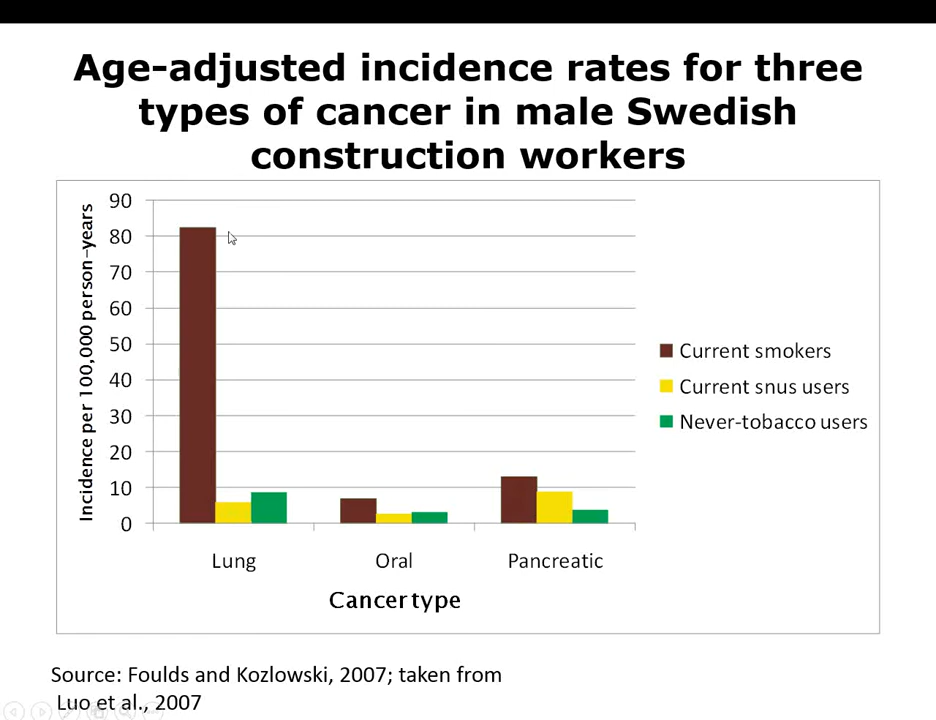 Age-adjusted incidence rates for three
types of cancer in male Swedish
construction workers
Incidence per 100,000 person-years
90
80
70
60
50
40
30
20
10
0
Lung
Oral
Pancreatic
Cancer type
Current smokers
Current snus users
Never-tobacco users
Source: Foulds and Kozlowski, 2007; taken from
Luo et al., 2007